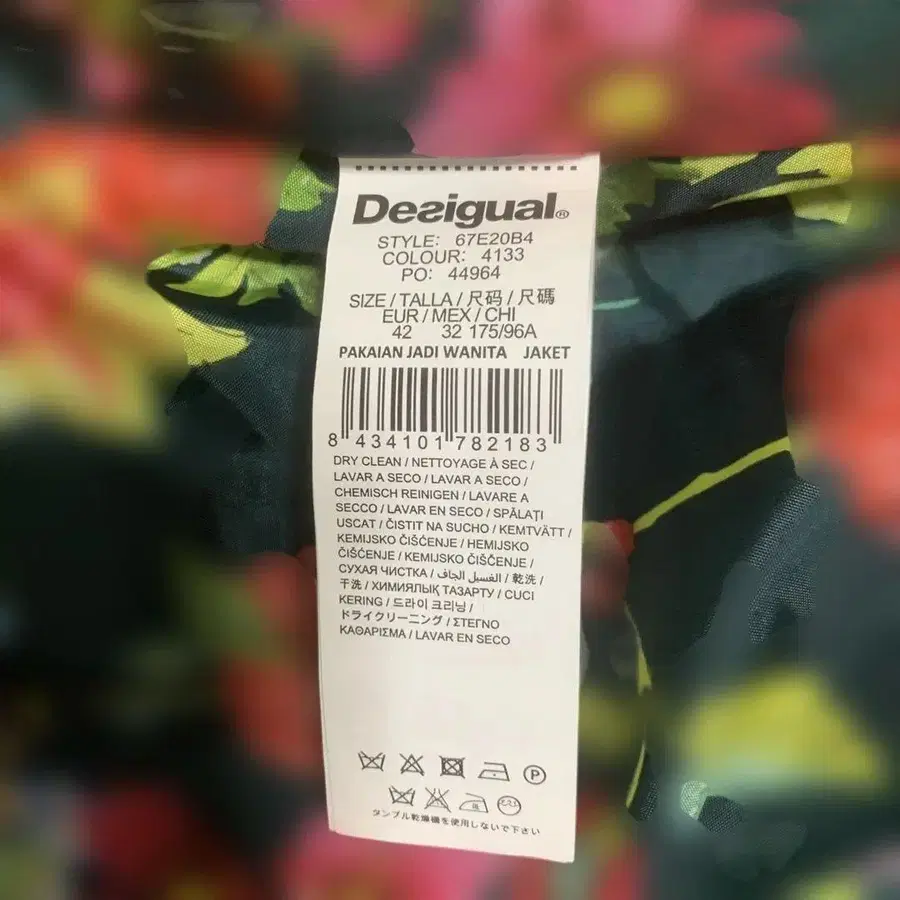 Desigual®
STYLE: 67E20B4
COLOUR: 4133
PO: 44964
SIZE / TALLA / 尺码 / 尺碼
EUR / MEX / CHI
42 32 175/96A
PAKAIAN JADI WANITA JAKET
8 434101 782183
DRY CLEAN / NETTOYAGE À SEC /
LAVAR A SECO / LAVAR A SECO /
CHEMISCH REINIGEN / LAVARE A
SECCO / LAVAR EN SECO / SPĂLAŢI
USCAT / ČISTIT NA SUCHO / KEMTVÄTT /
KEMIJSKO ČIŠĆENJE / HEMIJSKO
ČIŠĆENJE / KEMIJSKO ČIŠČENJE /
СУХАЯ ЧИСТКА / الغسيل الجاف / 乾洗 /
干洗 / ХИМИЯЛЫҚ ТАЗАРТУ / CUCI
KERING / 드라이 크리닝 /
ドライクリーニング / ΣΤΕΓΝΟ
ΚΑΘΑΡΙΣΜΑ / LAVAR EN SECO
P
タンブル乾燥機を使用しないで下さい